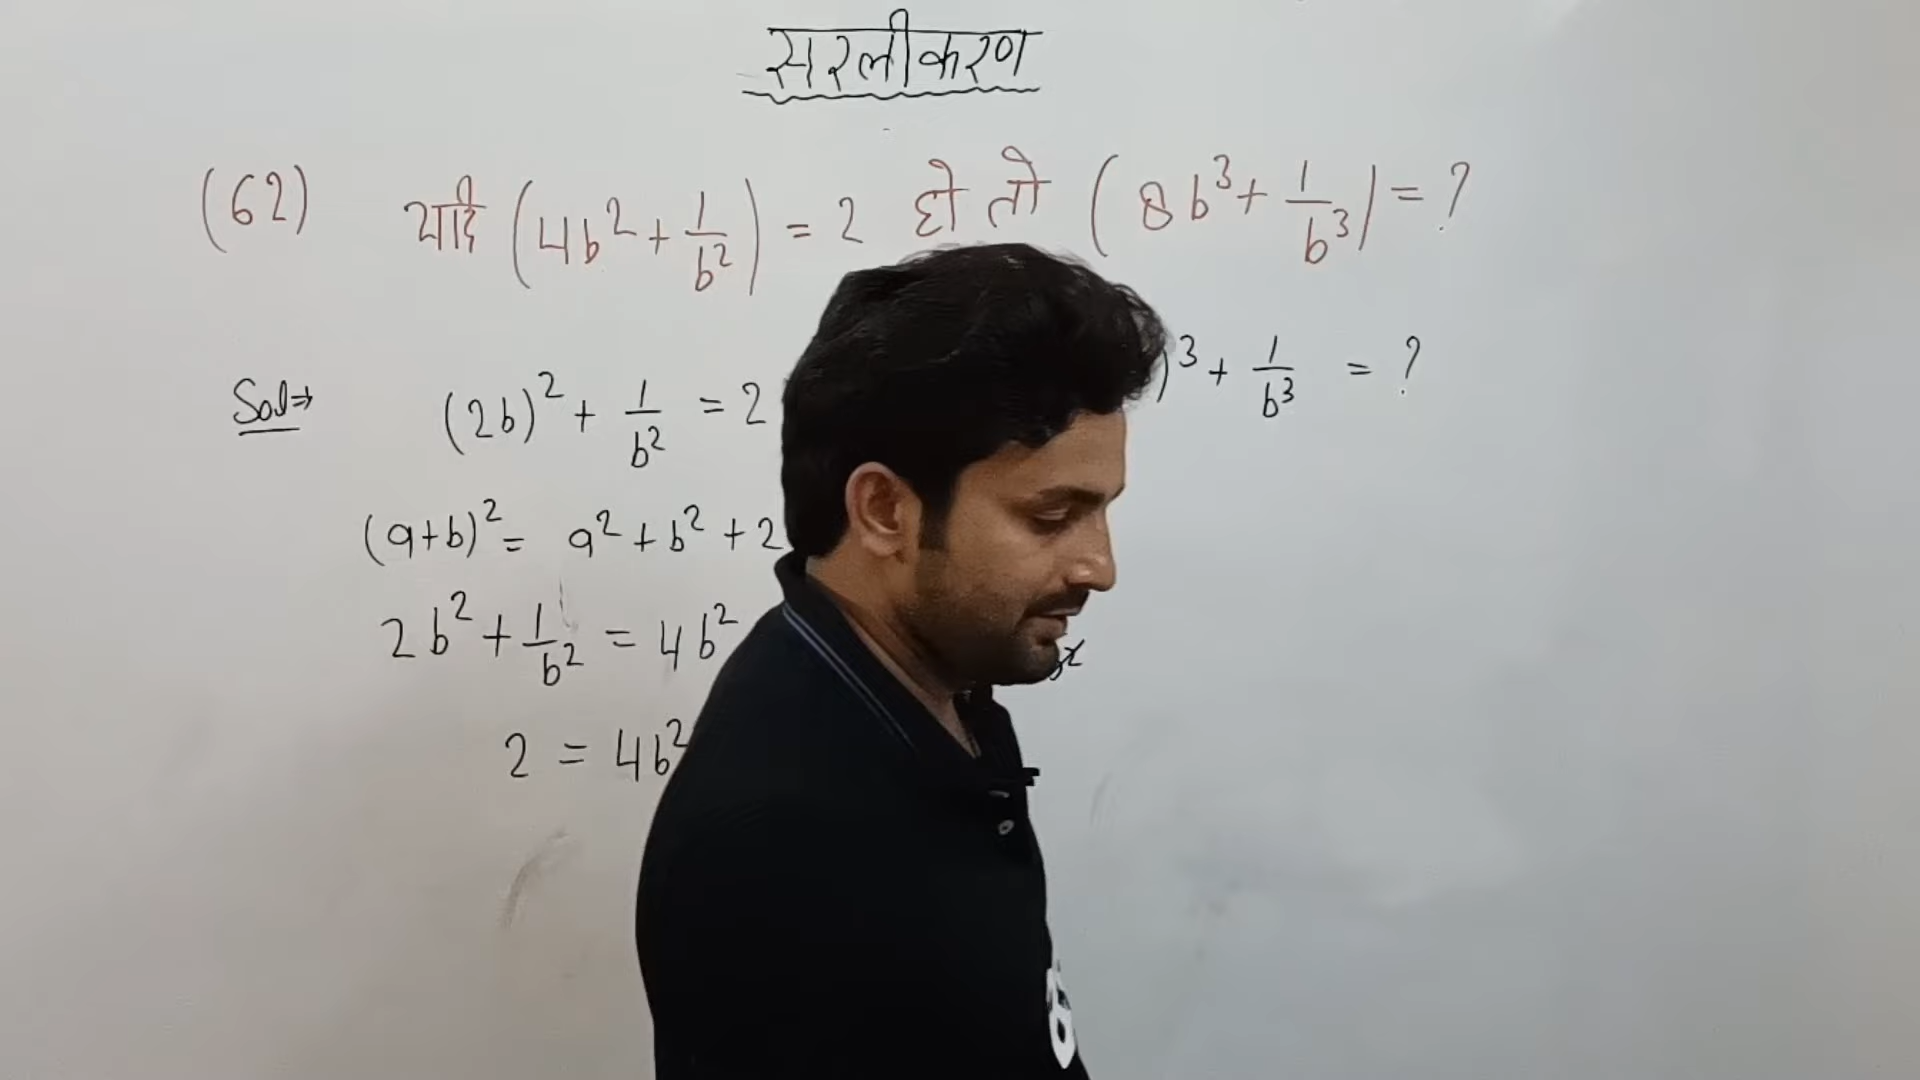 सरलीकरण
(62) यदि (4b² + 1/b²) = 2 हो तो (8b³ + 1/b³) = ?
Sol⇒ (2b)² + 1/b² = 2 )³ + 1/b³ = ?
(a+b)² = a² + b² + 2
2b² + 1/b² = 4b²
2 = 4b²